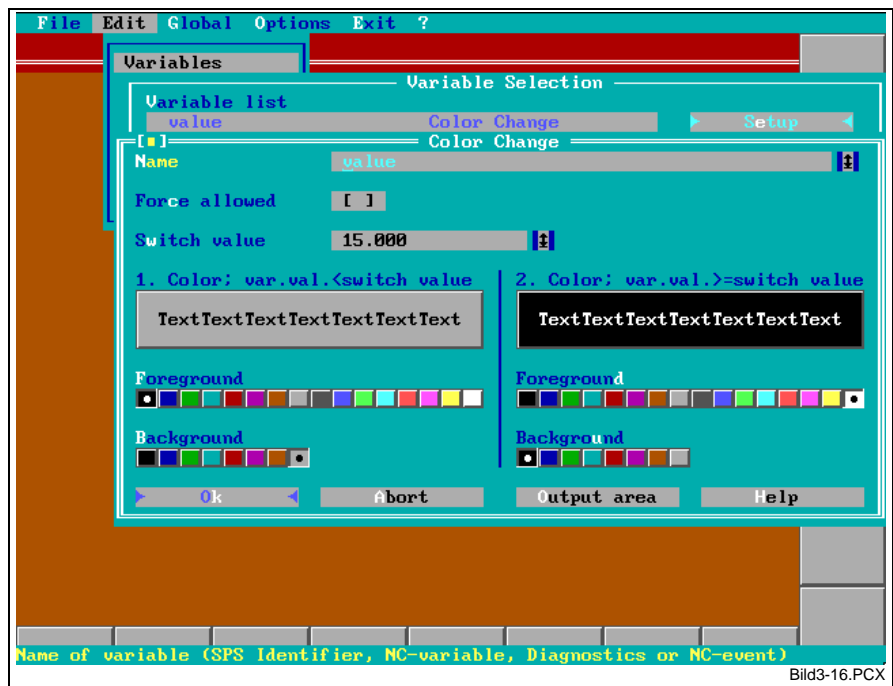 File Edit Global Options Exit ?
Variables
Variable Selection
Variable list
value Color Change Setup
[■] Color Change
Name value
Force allowed [ ]
Switch value 15.000
1. Color; var.val.<switch value 2. Color; var.val.>=switch value
TextTextTextTextTextTextText TextTextTextTextTextTextText
Foreground Foreground
Background Background
Ok Abort Output area Help
Name of variable (SPS Identifier, NC-variable, Diagnostics or NC-event)
Bild3-16.PCX